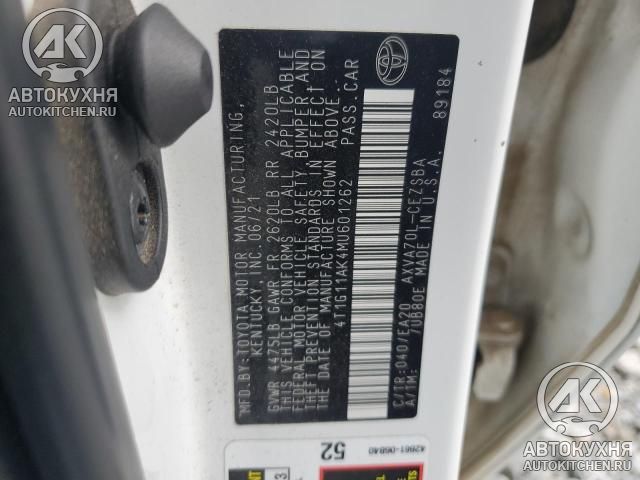 MFD.BY:TOYOTA MOTOR MANUFACTURING,
KENTUCKY, INC. 06/21
GVWR 4475LB GAWR FR 2620LB RR 2420LB
THIS VEHICLE CONFORMS TO ALL APPLICABLE
FEDERAL MOTOR VEHICLE SAFETY, BUMPER AND
THEFT PREVENTION STANDARDS IN EFFECT ON
THE DATE OF MANUFACTURE SHOWN ABOVE.
4T1G11AK4MU601262 PASS.CAR
C/TR:040/EA20 AXVA70L-CEZSBA
A/TM: /UB80E MADE IN U.S.A.
89184
42661-06B40
52
АВТОКУХНЯ
AUTOKITCHEN.RU
АВТОКУХНЯ
AUTOKITCHEN.RU